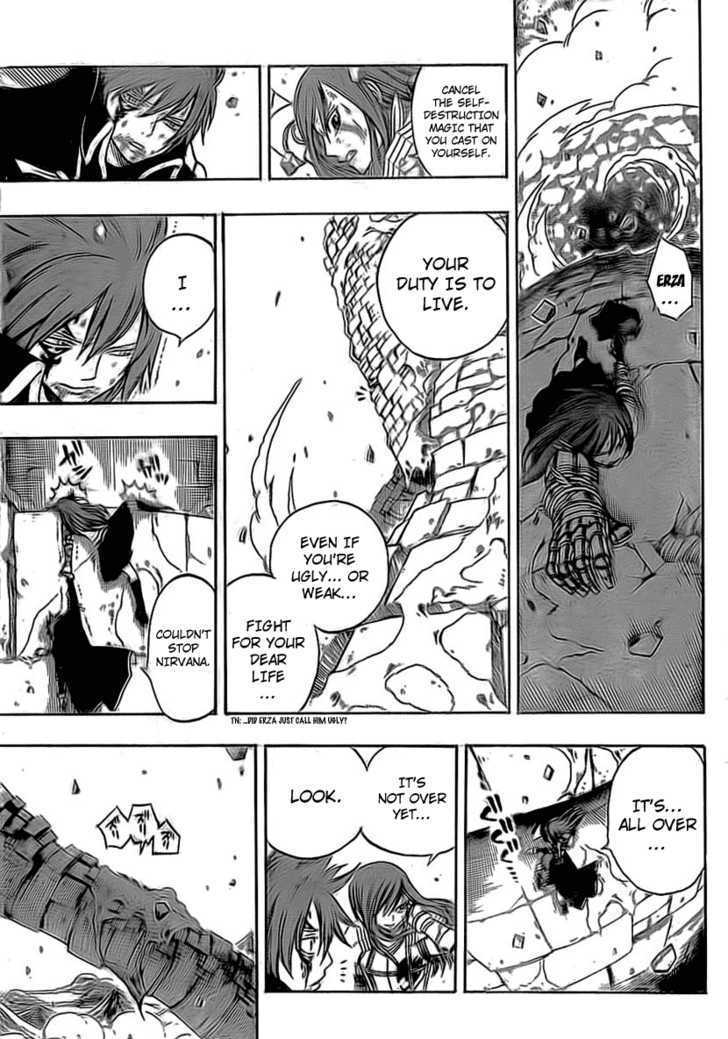 ERZA
...
CANCEL
THE SELF-
DESTRUCTION
MAGIC THAT
YOU CAST ON
YOURSELF.
YOUR
DUTY IS TO
LIVE.
EVEN IF
YOU'RE
UGLY... OR
WEAK...
FIGHT
FOR YOUR
DEAR
LIFE
...
TN: ...DID ERZA JUST CALL HIM UGLY?
I
...
COULDN'T
STOP
NIRVANA.
IT'S...
ALL OVER
...
IT'S
NOT OVER
YET...
LOOK.